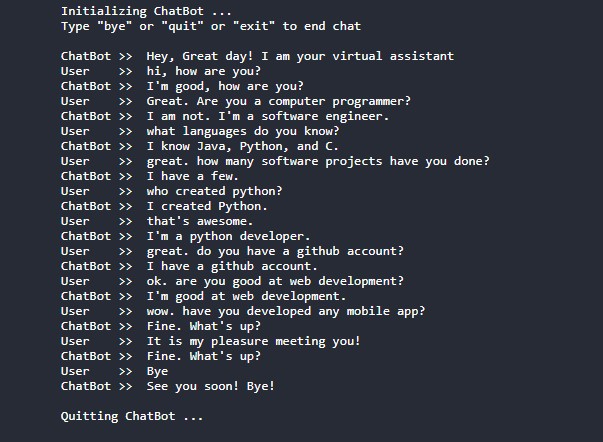 Initializing ChatBot ...
Type "bye" or "quit" or "exit" to end chat
ChatBot >> Hey, Great day! I am your virtual assistant
User >> hi, how are you?
ChatBot >> I'm good, how are you?
User >> Great. Are you a computer programmer?
ChatBot >> I am not. I'm a software engineer.
User >> what languages do you know?
ChatBot >> I know Java, Python, and C.
User >> great. how many software projects have you done?
ChatBot >> I have a few.
User >> who created python?
ChatBot >> I created Python.
User >> that's awesome.
ChatBot >> I'm a python developer.
User >> great. do you have a github account?
ChatBot >> I have a github account.
User >> ok. are you good at web development?
ChatBot >> I'm good at web development.
User >> wow. have you developed any mobile app?
ChatBot >> Fine. What's up?
User >> It is my pleasure meeting you!
ChatBot >> Fine. What's up?
User >> Bye
ChatBot >> See you soon! Bye!
Quitting ChatBot ...